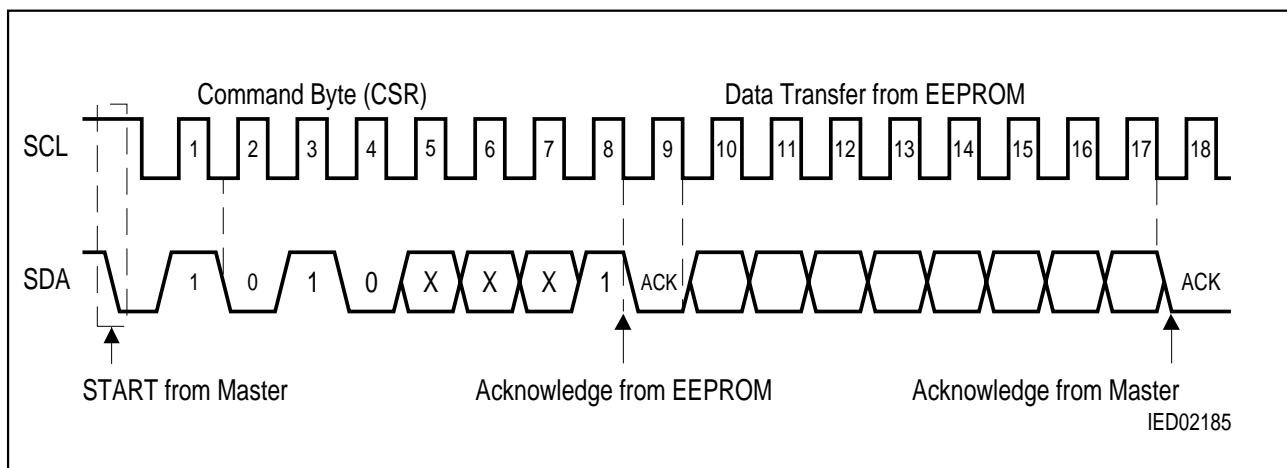 Command Byte (CSR) Data Transfer from EEPROM
SCL 1 2 3 4 5 6 7 8 9 10 11 12 13 14 15 16 17 18
SDA 1 0 1 0 X X X 1 ACK ACK
START from Master Acknowledge from EEPROM Acknowledge from Master
IED02185